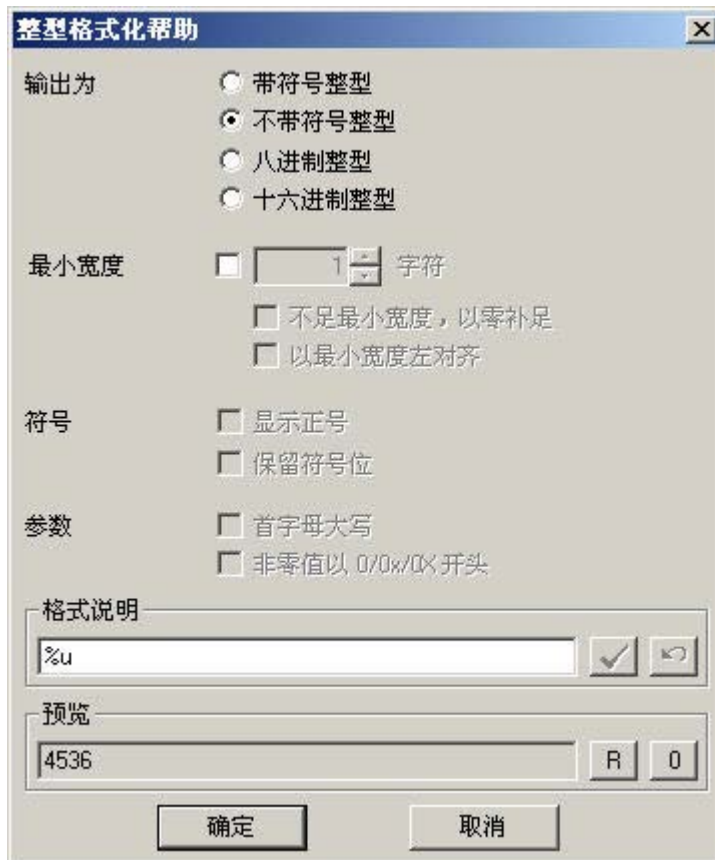 整型格式化帮助
输出为
带符号整型
不带符号整型
八进制整型
十六进制整型
最小宽度
1
字符
不足最小宽度，以零补足
以最小宽度左对齐
符号
显示正号
保留符号位
参数
首字母大写
非零值以 0/0x/0X 开头
格式说明
%u
预览
4536
R
0
确定
取消